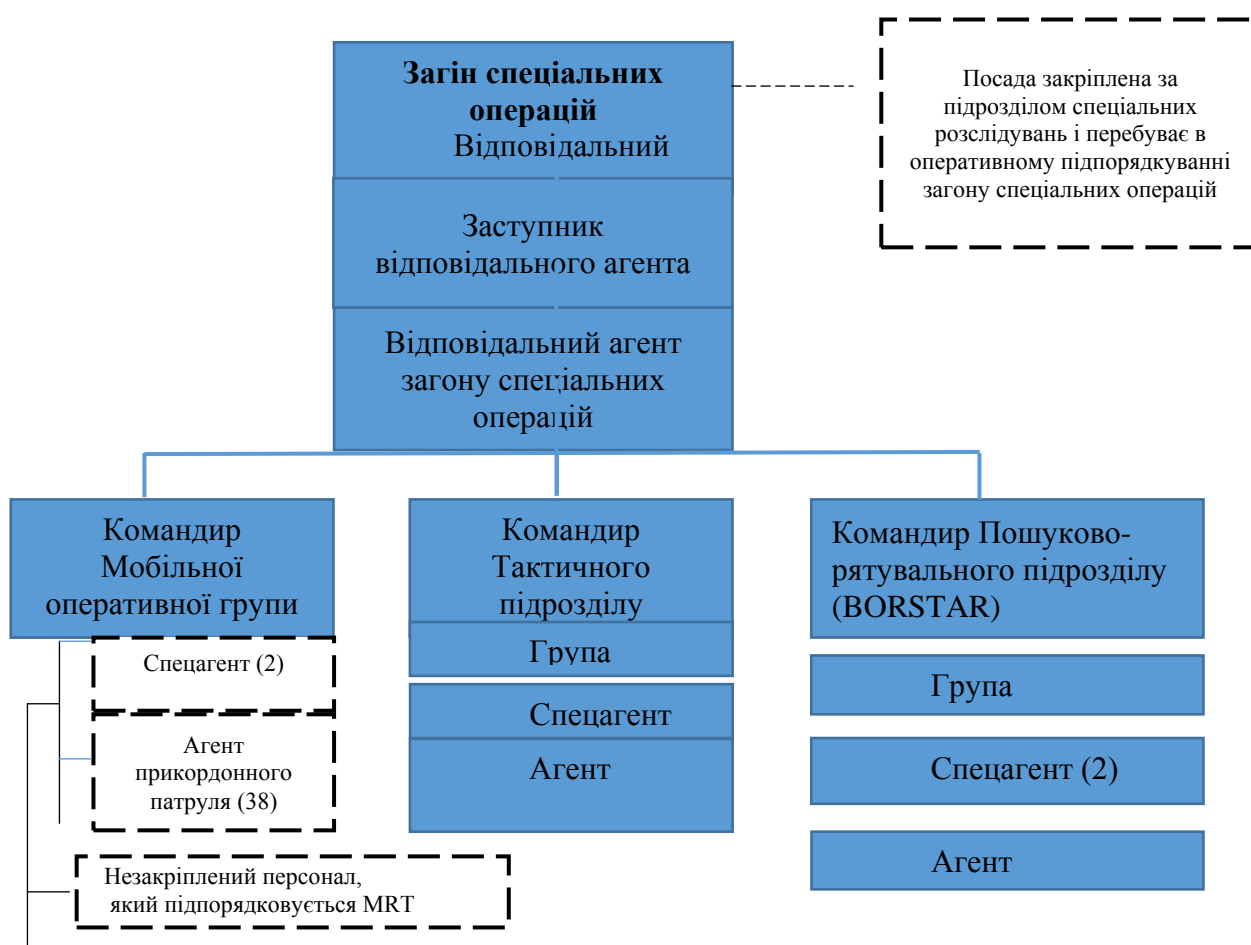 Загін спеціальних
операцій
Відповідальний
Посада закріплена за
підрозділом спеціальних
розслідувань і перебуває в
оперативному підпорядкуванні
загону спеціальних операцій
Заступник
відповідального агента
Відповідальний агент
загону спеціальних
операцій
Командир
Мобільної
оперативної групи
Спецагент (2)
Агент
прикордонного
патруля (38)
Незакріплений персонал,
який підпорядковується MRT
Командир
Тактичного
підрозділу
Група
Спецагент
Агент
Командир Пошуково-
рятувального підрозділу
(BORSTAR)
Група
Спецагент (2)
Агент